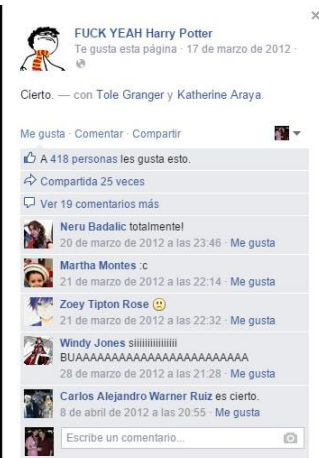 FUCK YEAH Harry Potter
Te gusta esta página · 17 de marzo de 2012 ·
Cierto. — con Tole Granger y Katherine Araya.
Me gusta · Comentar · Compartir
A 418 personas les gusta esto.
Compartida 25 veces
Ver 19 comentarios más
Neru Badalic totalmente!
20 de marzo de 2012 a las 23:46 · Me gusta
Martha Montes :c
21 de marzo de 2012 a las 22:14 · Me gusta
Zoey Tipton Rose
21 de marzo de 2012 a las 22:32 · Me gusta
Windy Jones siiiiiiiiiiiiiiii
BUAAAAAAAAAAAAAAAAAAAAAAAA
28 de marzo de 2012 a las 21:28 · Me gusta
Carlos Alejandro Warner Ruiz es cierto.
8 de abril de 2012 a las 20:55 · Me gusta
Escribe un comentario...